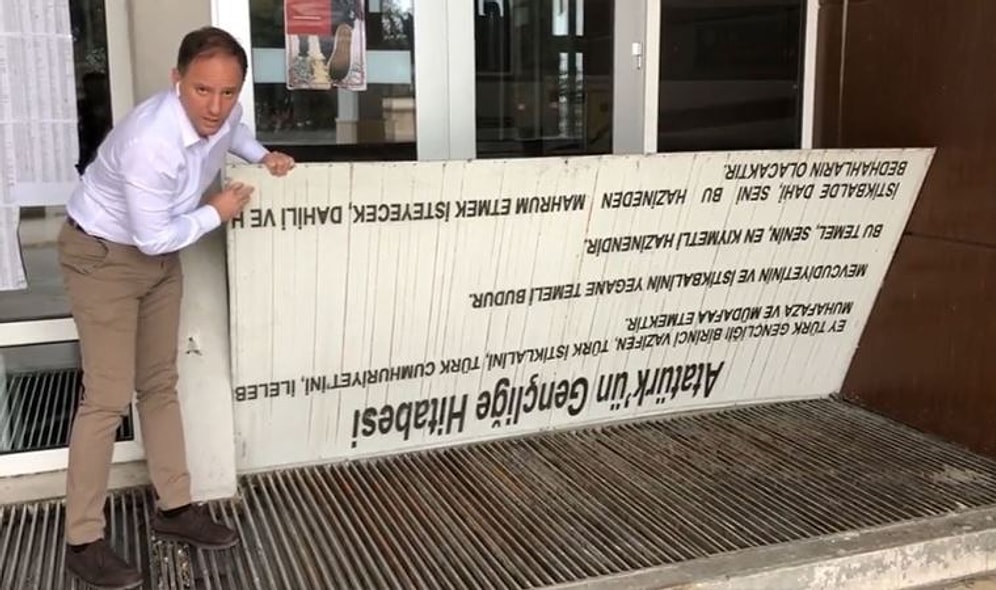 Atatürk'ün Gençliğe Hitabesi
EY TÜRK GENÇLİĞİ! BİRİNCİ VAZİFEN, TÜRK İSTİKLALİNİ, TÜRK CUMHURİYET'İNİ, İLELEB
MUHAFAZA VE MÜDAFAA ETMEKTİR.
MEVCUDİYETİNİN VE İSTİKBALİNİN YEGANE TEMELİ BUDUR.
BU TEMEL, SENİN, EN KIYMETLİ HAZİNENDİR.
İSTİKBALDE DAHİ, SENİ BU HAZİNEDEN MAHRUM ETMEK İSTEYECEK, DAHİLİ VE H
BEDHAHLARIN OLACAKTIR.